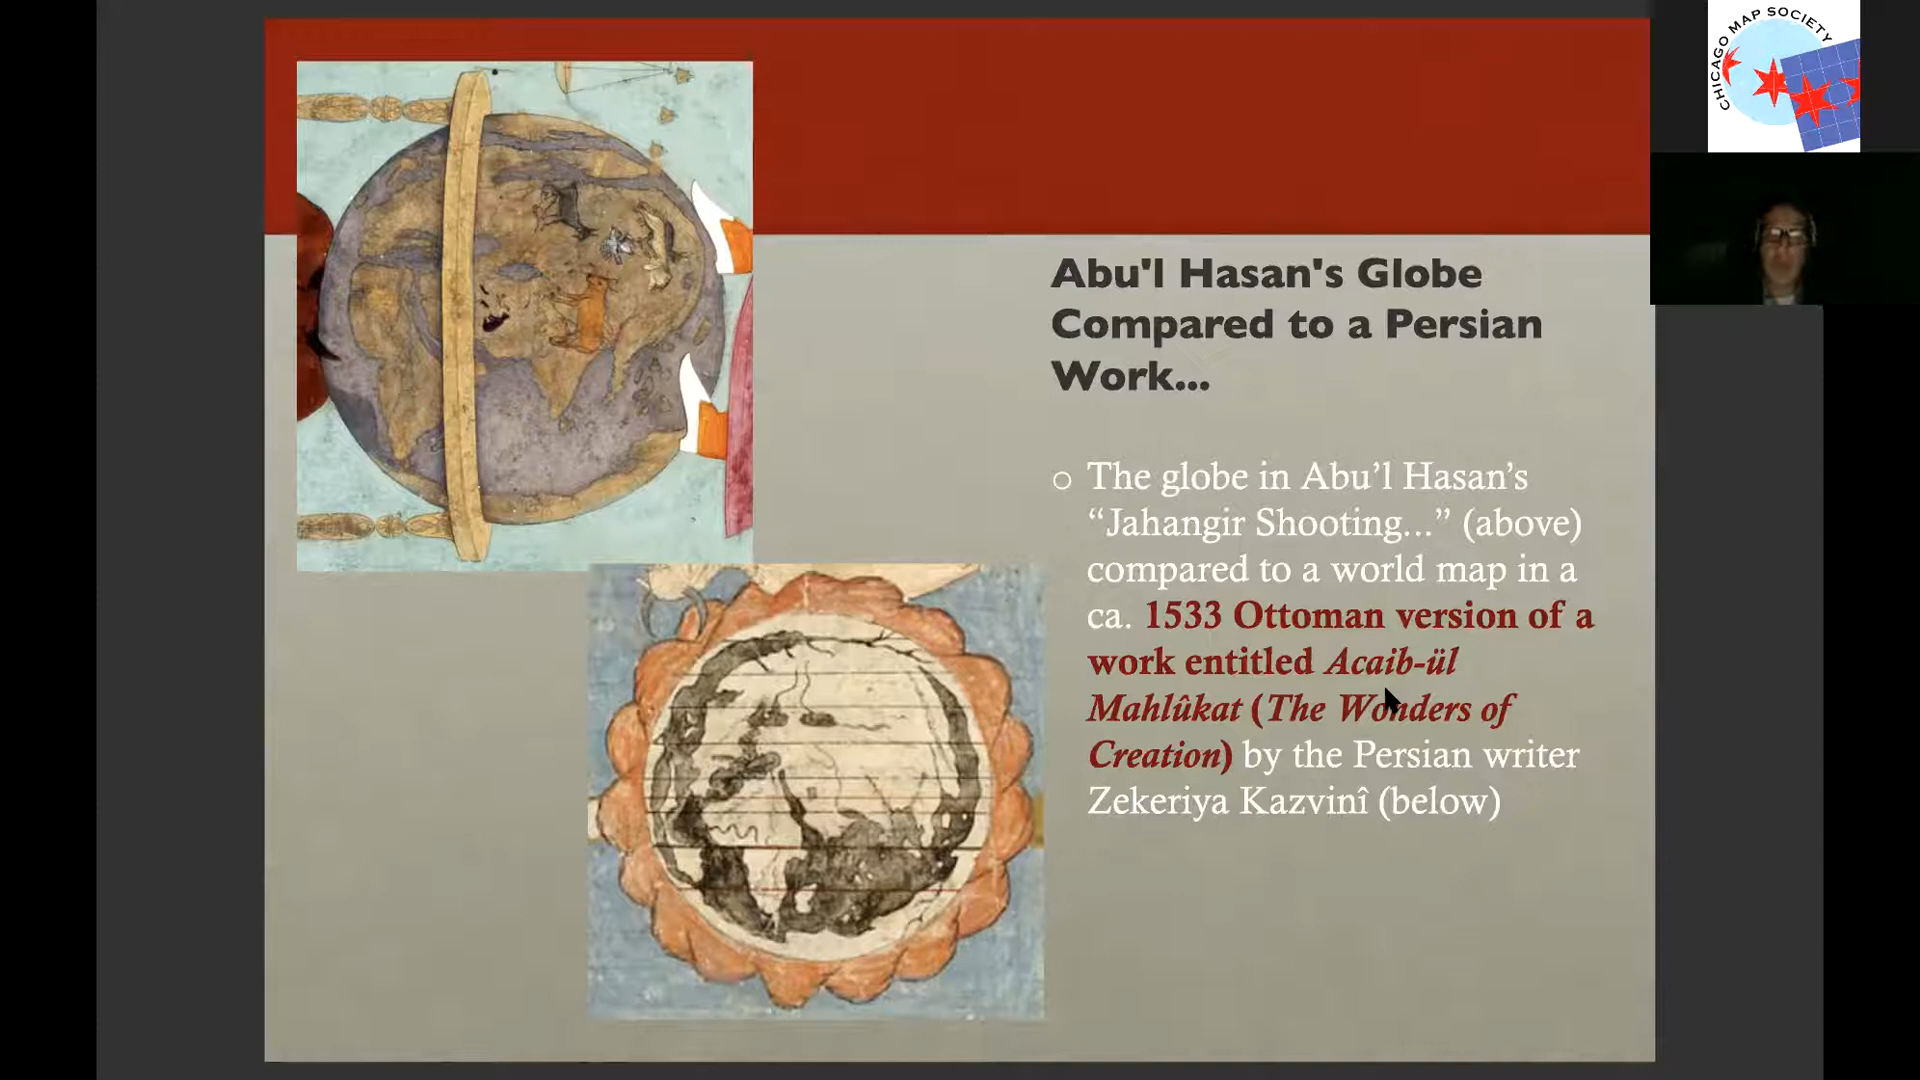 CHICAGO MAP SOCIETY
Abu'l Hasan's Globe
Compared to a Persian
Work...
○ The globe in Abu’l Hasan’s
“Jahangir Shooting...” (above)
compared to a world map in a
ca. 1533 Ottoman version of a
work entitled Acaib-ül
Mahlûkat (The Wonders of
Creation) by the Persian writer
Zekeriya Kazvinî (below)